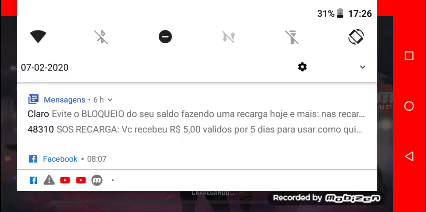 31% 17:26
07-02-2020
Mensagens • 6 h
Claro Evite o BLOQUEIO do seu saldo fazendo uma recarga hoje e mais: nas recar...
48310 SOS RECARGA: Vc recebeu R$ 5,00 validos por 5 dias para usar como qui...
Facebook • 08:07
CARREGANDO...
Recorded by Mobizen